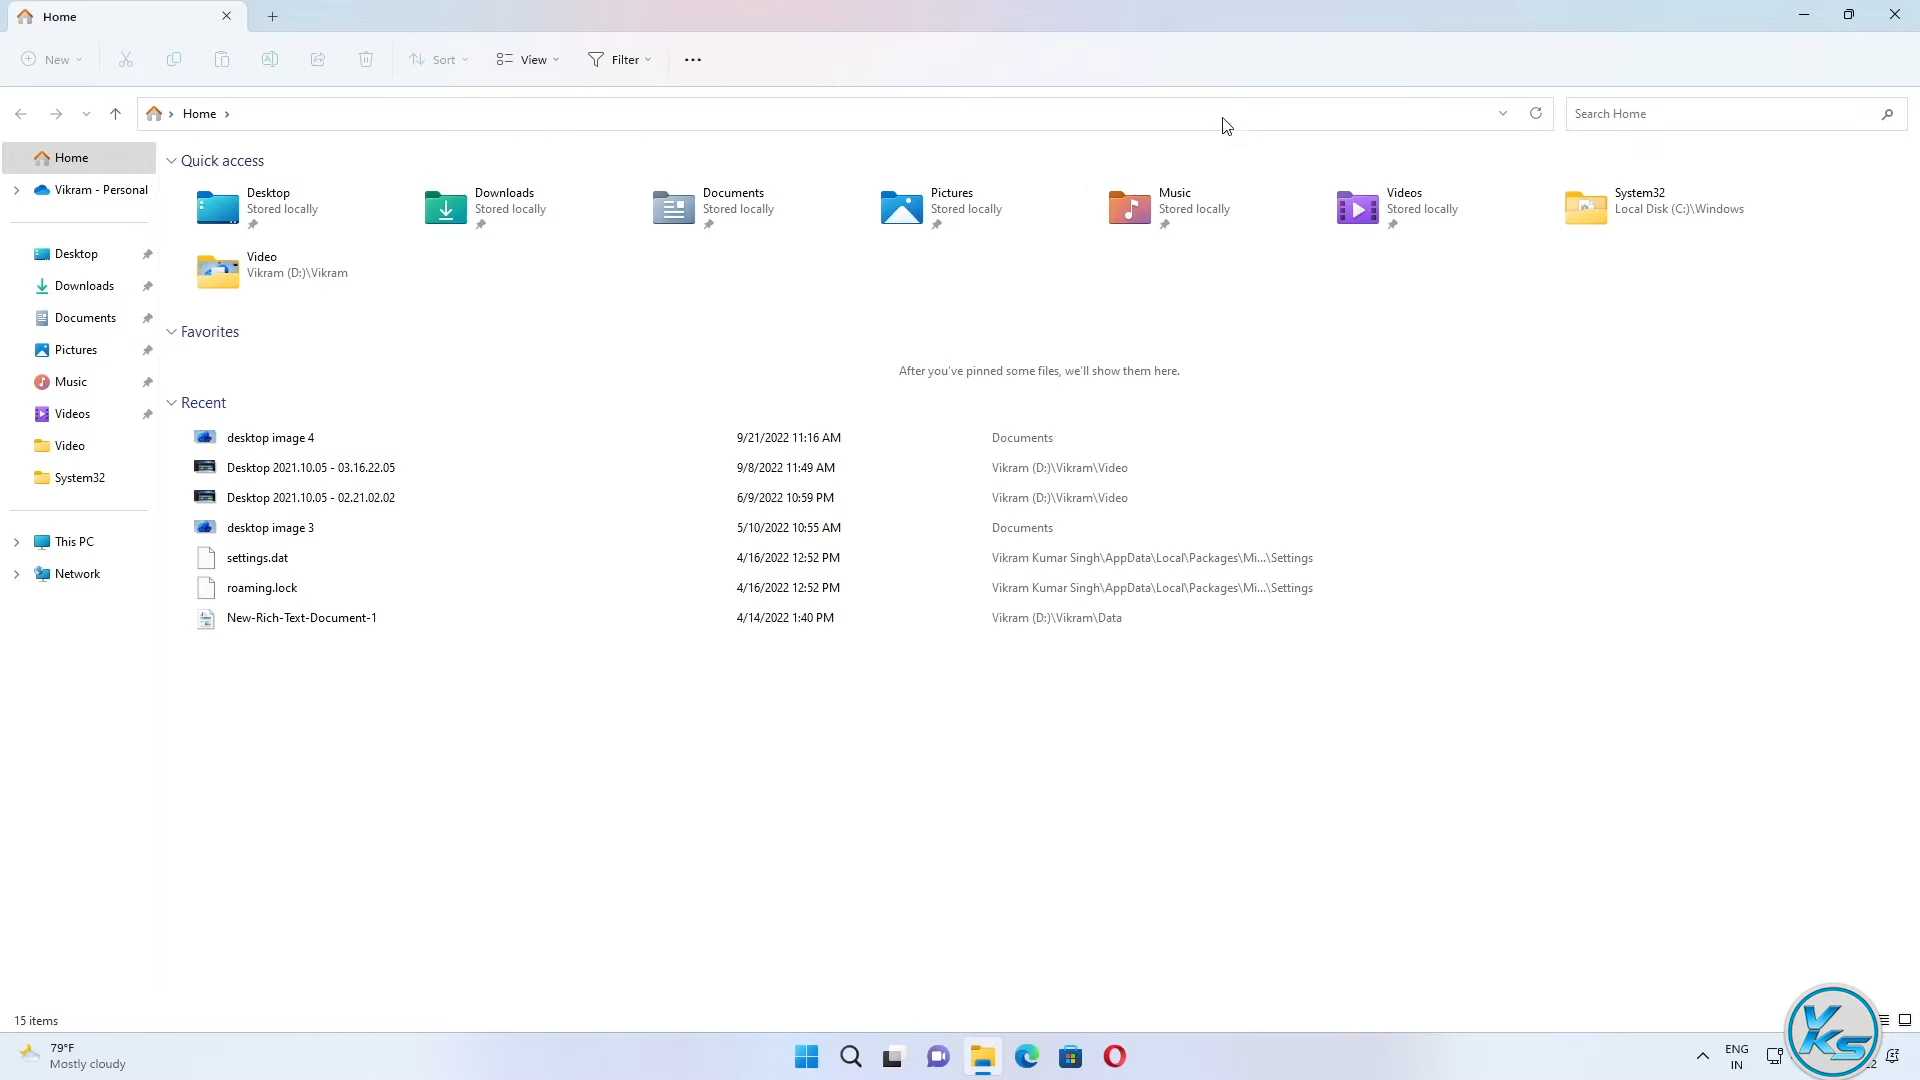 Home
New
Sort
View
Filter
Home
Search Home
Home
Vikram - Personal
Desktop
Downloads
Documents
Pictures
Music
Videos
Video
System32
This PC
Network
Quick access
Desktop
Stored locally
Downloads
Stored locally
Documents
Stored locally
Pictures
Stored locally
Music
Stored locally
Videos
Stored locally
System32
Local Disk (C:)\Windows
Video
Vikram (D:)\Vikram
Favorites
After you've pinned some files, we'll show them here.
Recent
desktop image 4 9/21/2022 11:16 AM Documents
Desktop 2021.10.05 - 03.16.22.05 9/8/2022 11:49 AM Vikram (D:)\Vikram\Video
Desktop 2021.10.05 - 02.21.02.02 6/9/2022 10:59 PM Vikram (D:)\Vikram\Video
desktop image 3 5/10/2022 10:55 AM Documents
settings.dat 4/16/2022 12:52 PM Vikram Kumar Singh\AppData\Local\Packages\Mi...\Settings
roaming.lock 4/16/2022 12:52 PM Vikram Kumar Singh\AppData\Local\Packages\Mi...\Settings
New-Rich-Text-Document-1 4/14/2022 1:40 PM Vikram (D:)\Vikram\Data
15 items
79°F
Mostly cloudy
ENG
IN
VKS